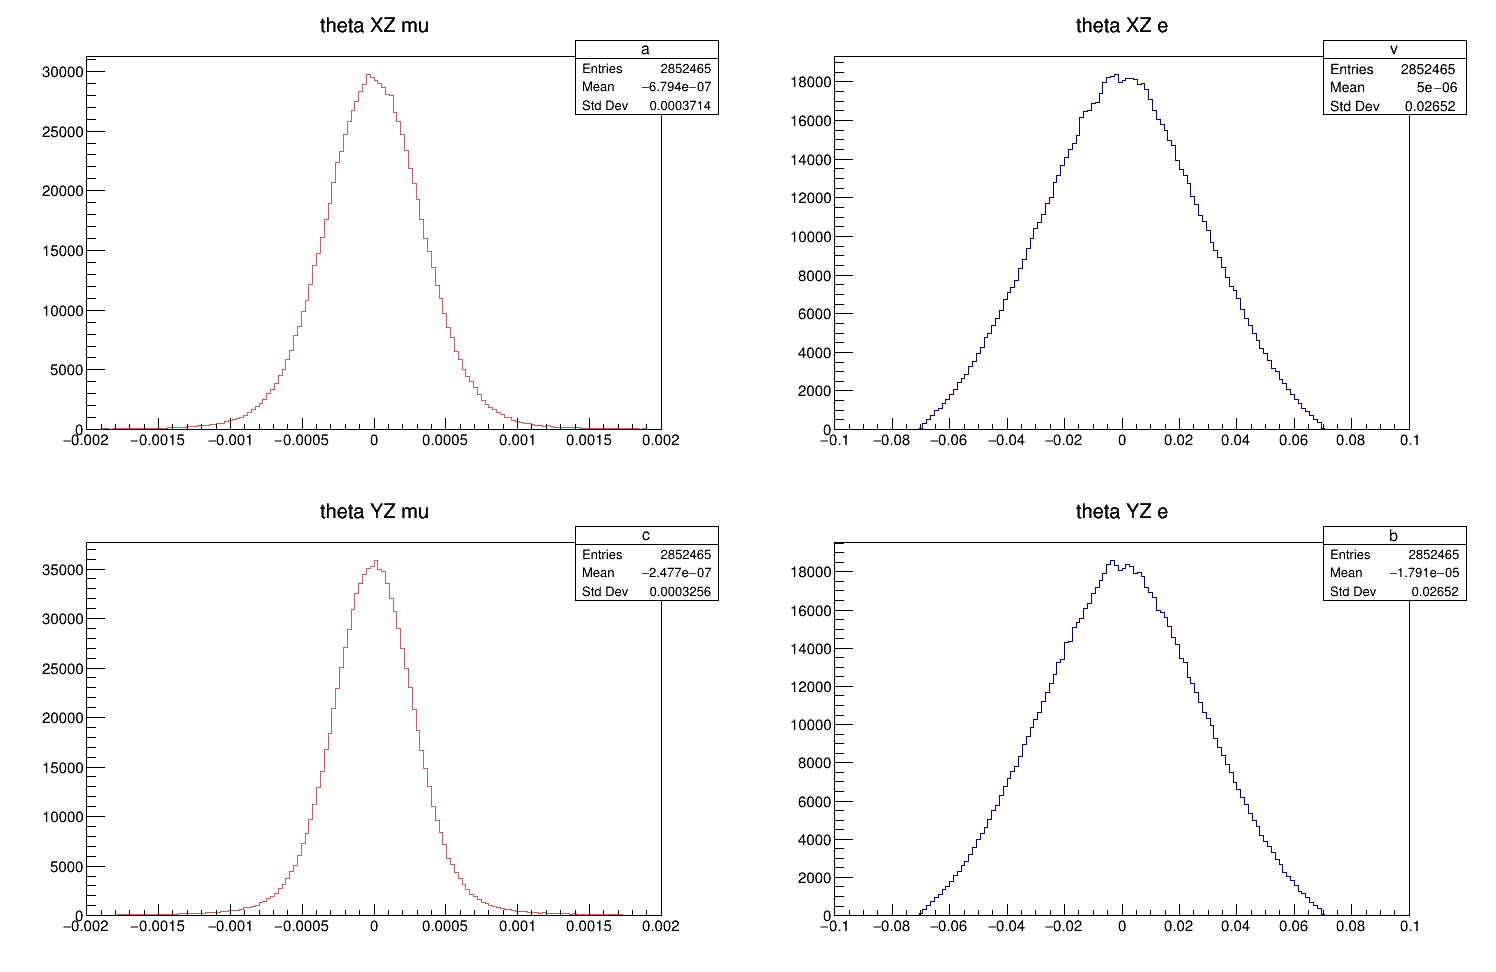 theta XZ mu
a
Entries 2852465
Mean −6.794e−07
Std Dev 0.0003714
30000
25000
20000
15000
10000
5000
0
−0.002 −0.0015 −0.001 −0.0005 0 0.0005 0.001 0.0015 0.002
theta XZ e
v
Entries 2852465
Mean 5e−06
Std Dev 0.02652
18000
16000
14000
12000
10000
8000
6000
4000
2000
0
−0.1 −0.08 −0.06 −0.04 −0.02 0 0.02 0.04 0.06 0.08 0.1
theta YZ mu
c
Entries 2852465
Mean −2.477e−07
Std Dev 0.0003256
35000
30000
25000
20000
15000
10000
5000
0
−0.002 −0.0015 −0.001 −0.0005 0 0.0005 0.001 0.0015 0.002
theta YZ e
b
Entries 2852465
Mean −1.791e−05
Std Dev 0.02652
18000
16000
14000
12000
10000
8000
6000
4000
2000
0
−0.1 −0.08 −0.06 −0.04 −0.02 0 0.02 0.04 0.06 0.08 0.1